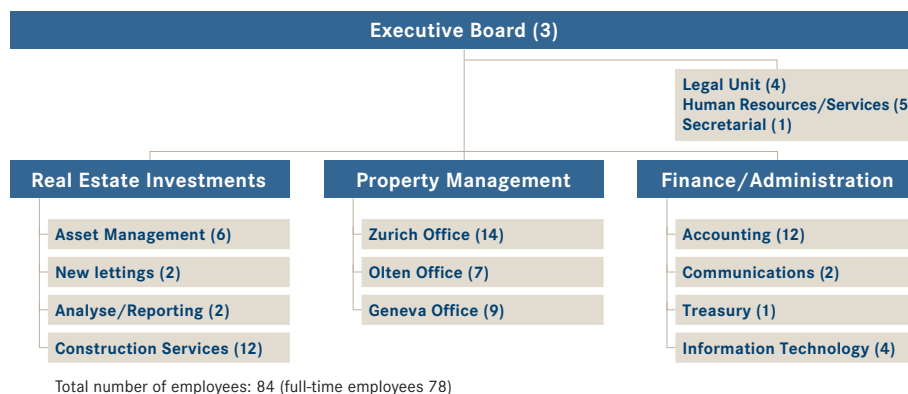 Executive Board (3)
Legal Unit (4)
Human Resources/Services (5
Secretarial (1)
Real Estate Investments
Property Management
Finance/Administration
Asset Management (6)
New lettings (2)
Analyse/Reporting (2)
Construction Services (12)
Zurich Office (14)
Olten Office (7)
Geneva Office (9)
Accounting (12)
Communications (2)
Treasury (1)
Information Technology (4)
Total number of employees: 84 (full-time employees 78)